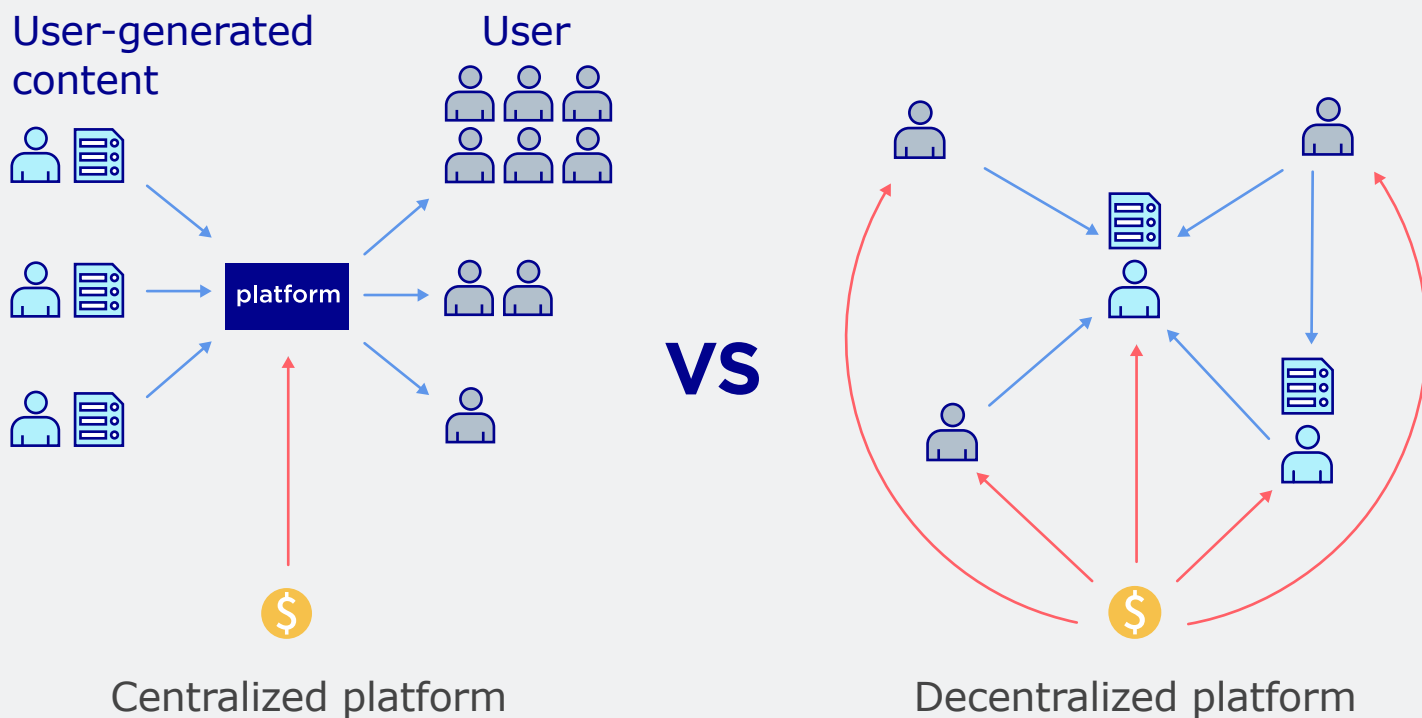 User-generated
content
User
platform
vs
$
$
Centralized platform
Decentralized platform